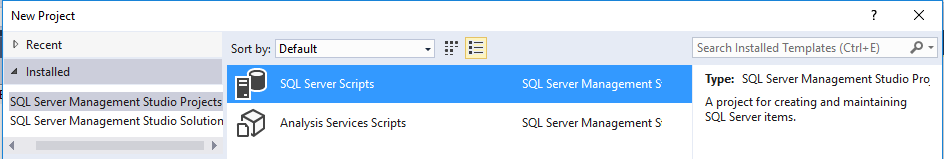 New Project
Recent
Installed
SQL Server Management Studio Projects
SQL Server Management Studio Solution
Sort by: Default
SQL Server Scripts SQL Server Management S
Analysis Services Scripts SQL Server Management S
Search Installed Templates (Ctrl+E)
Type: SQL Server Management Studio Proj
A project for creating and maintaining
SQL Server items.